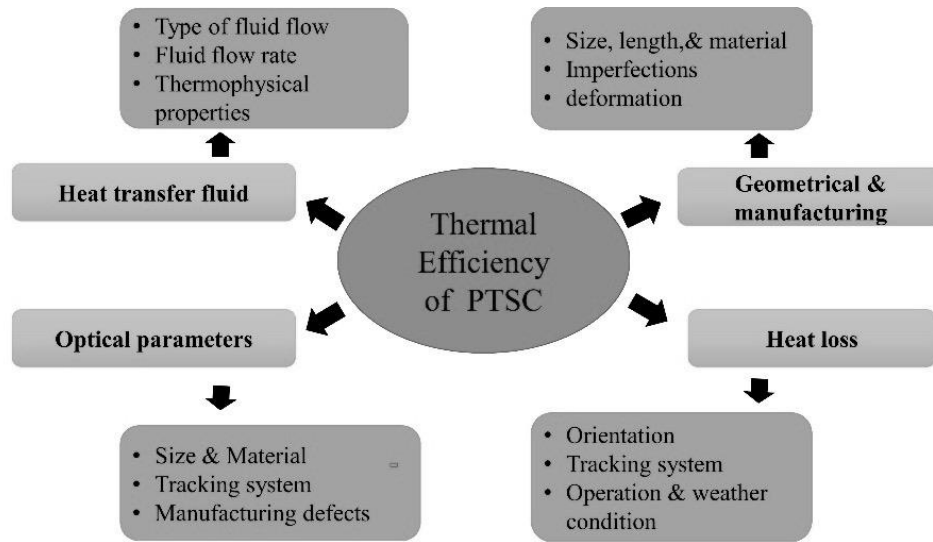 • Type of fluid flow
• Fluid flow rate
• Thermophysical
properties
• Size, length,& material
• Imperfections
• deformation
Heat transfer fluid
Geometrical &
manufacturing
Thermal
Efficiency
of PTSC
Optical parameters
Heat loss
• Size & Material
• Tracking system
• Manufacturing defects
• Orientation
• Tracking system
• Operation & weather
condition